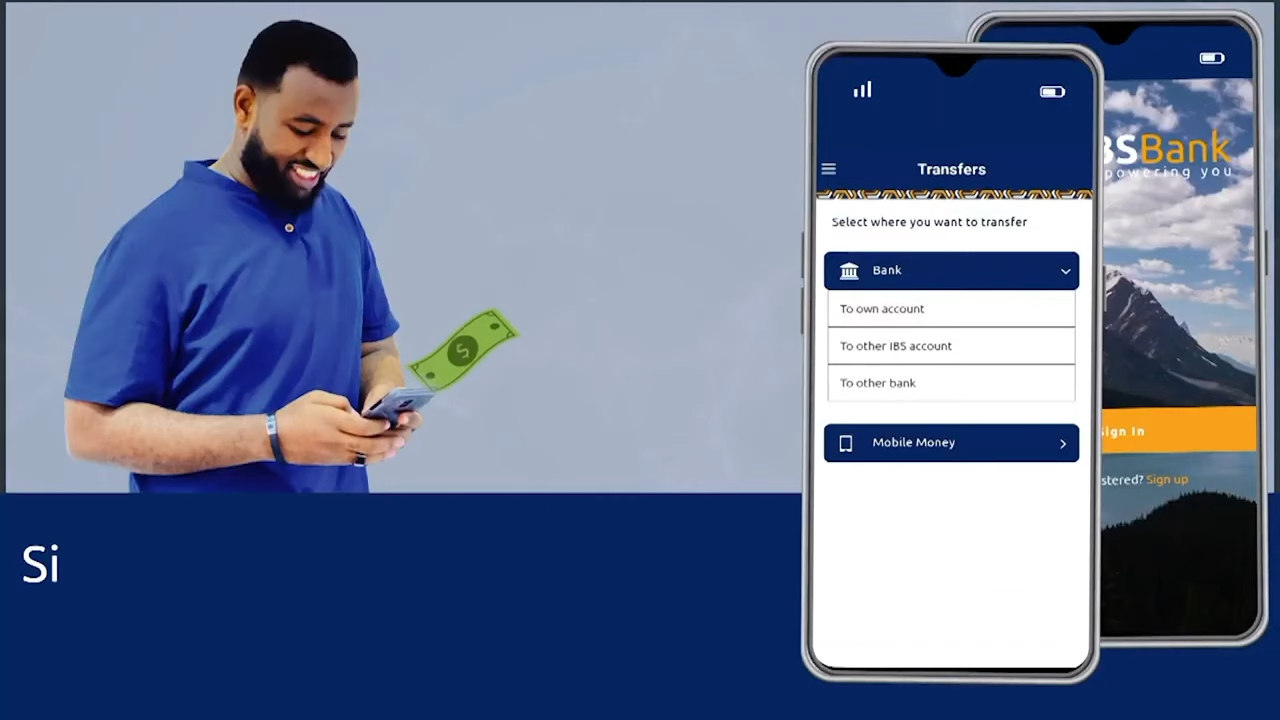 Si
$
Transfers
Select where you want to transfer
Bank
To own account
To other IBS account
To other bank
Mobile Money
BSBank
powering you
Sign In
stered? Sign up